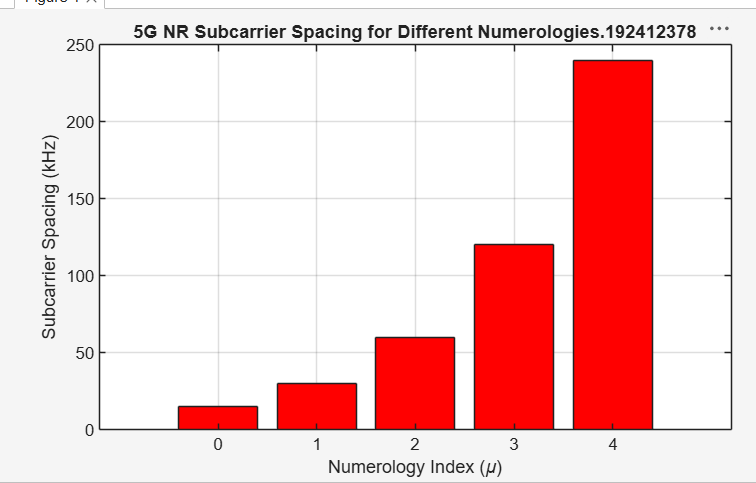 5G NR Subcarrier Spacing for Different Numerologies.192412378
250
200
150
100
50
0
Subcarrier Spacing (kHz)
0 1 2 3 4
Numerology Index (μ)